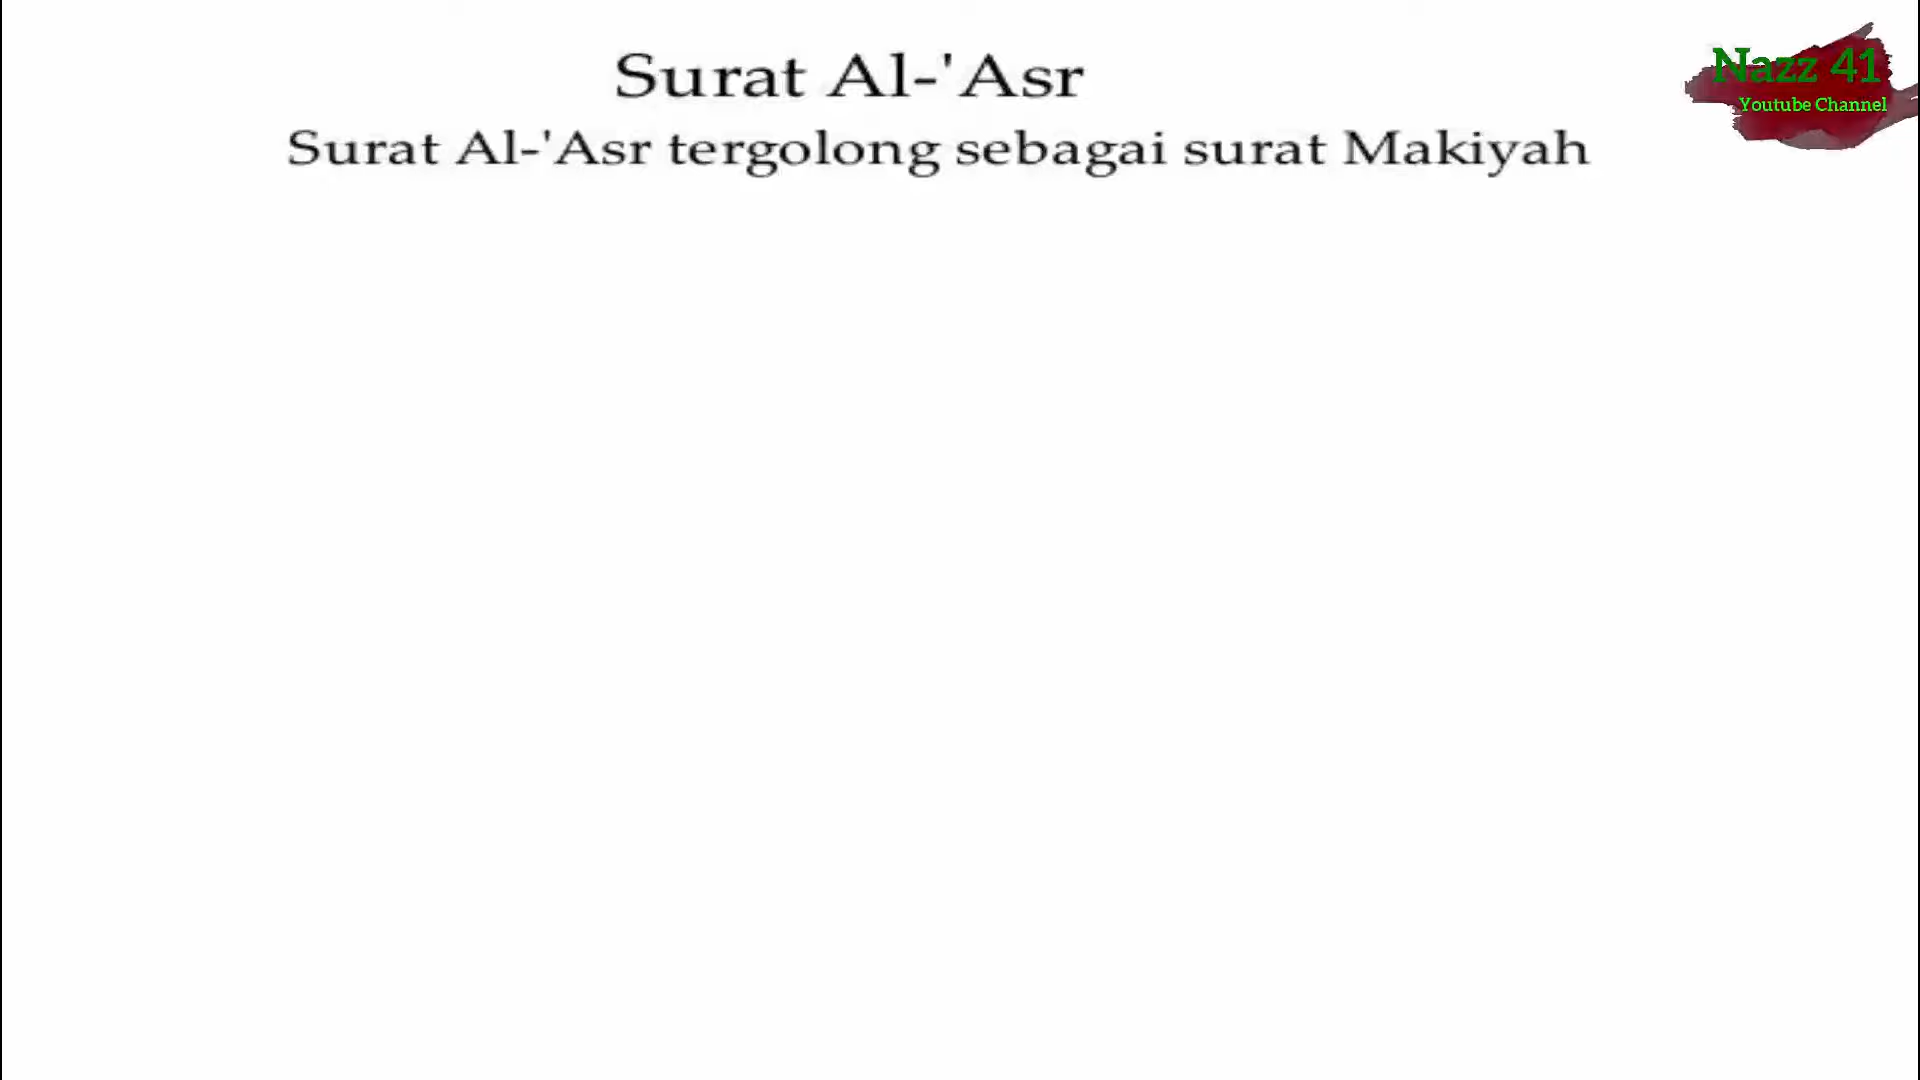 Surat Al-'Asr
Surat Al-'Asr tergolong sebagai surat Makiyah
Nazz 41
Youtube Channel